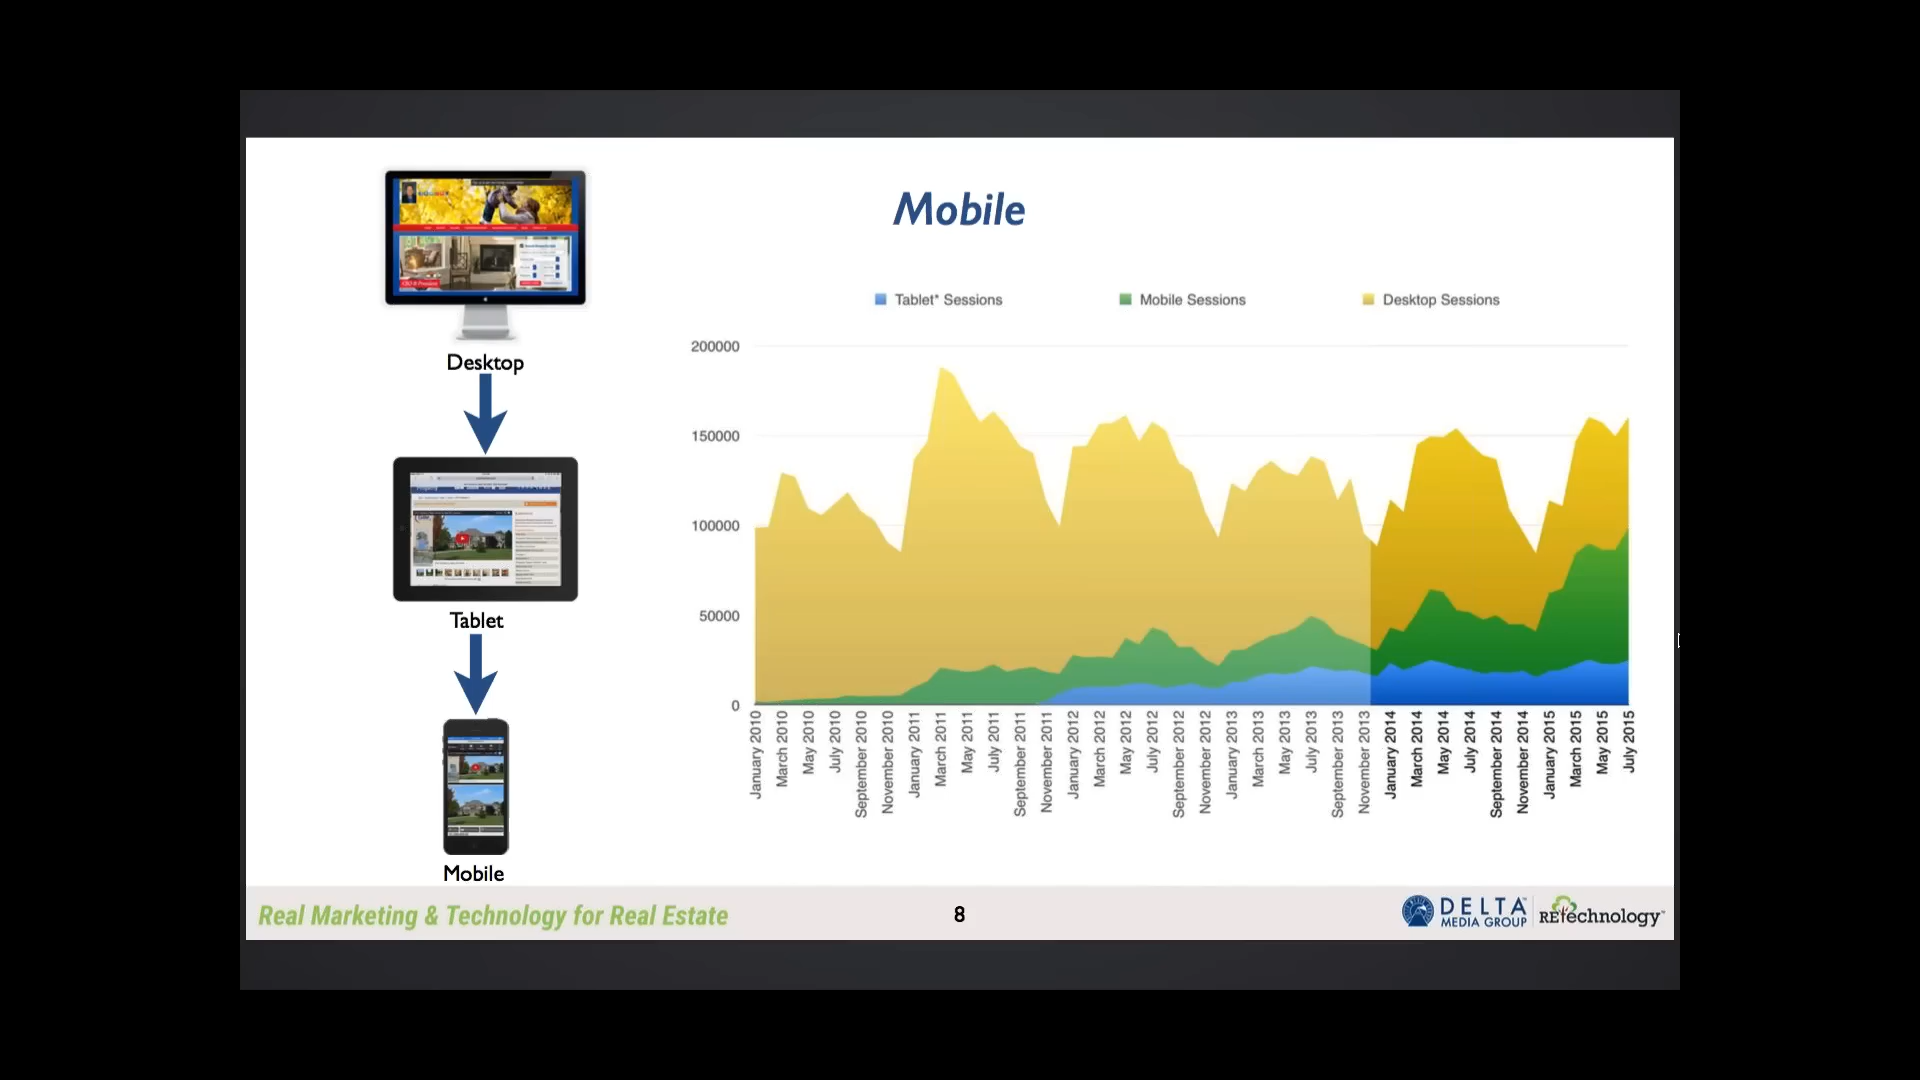 Mobile
Desktop
Tablet
Mobile
Tablet* Sessions
Mobile Sessions
Desktop Sessions
200000
150000
100000
50000
0
January 2010
March 2010
May 2010
July 2010
September 2010
November 2010
January 2011
March 2011
May 2011
July 2011
September 2011
November 2011
January 2012
March 2012
May 2012
July 2012
September 2012
November 2012
January 2013
March 2013
May 2013
July 2013
September 2013
November 2013
January 2014
March 2014
May 2014
July 2014
September 2014
November 2014
January 2015
March 2015
May 2015
July 2015
Real Marketing & Technology for Real Estate
8
DELTA
MEDIA GROUP
RETechnology